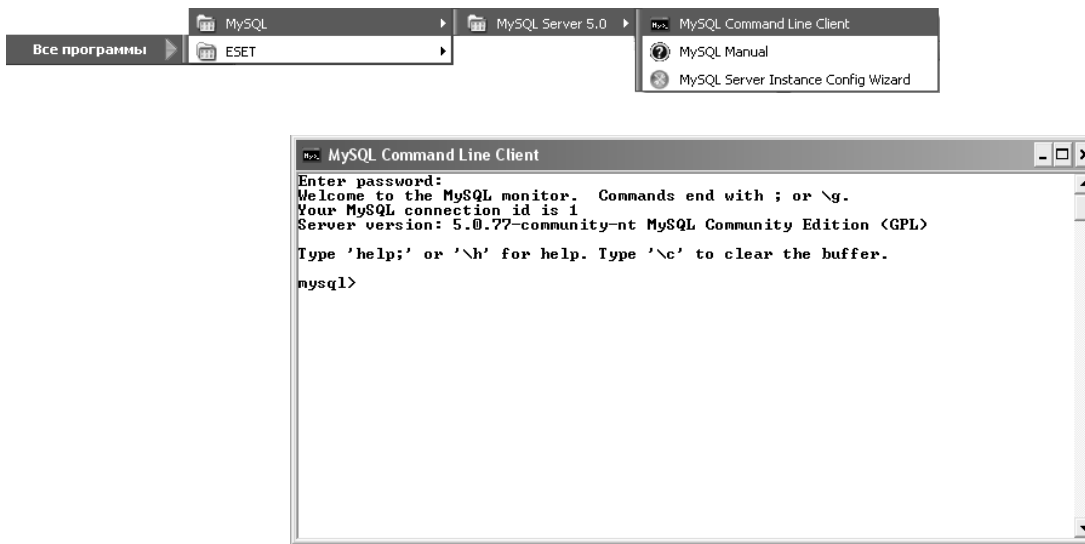 MySQL
MySQL Server 5.0
MySQL Command Line Client
Все программы
ESET
MySQL Manual
MySQL Server Instance Config Wizard
MySQL Command Line Client
Enter password:
Welcome to the MySQL monitor.  Commands end with ; or \g.
Your MySQL connection id is 1
Server version: 5.0.77-community-nt MySQL Community Edition (GPL)
Type 'help;' or '\h' for help. Type '\c' to clear the buffer.
mysql>